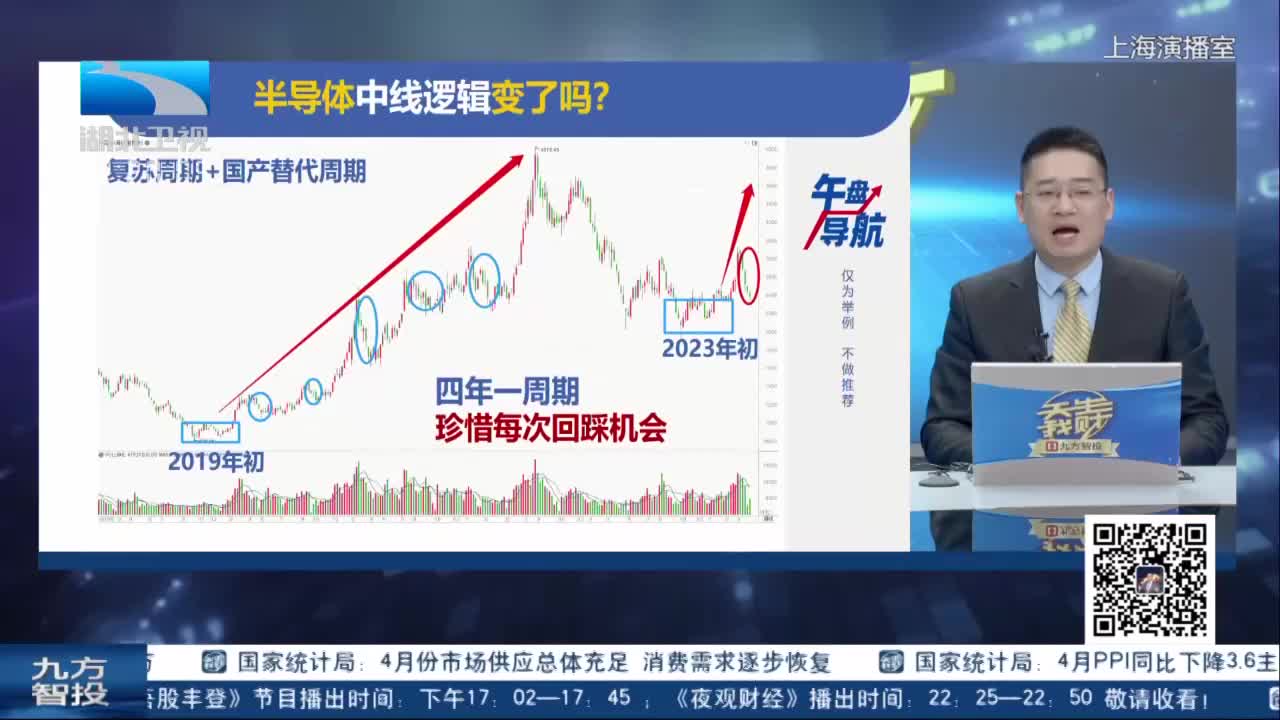 上海演播室
半导体中线逻辑变了吗?
湖北卫视
复苏周期+国产替代周期
午盘导航
仅为举例 不做推荐
2023年初
四年一周期
珍惜每次回踩机会
2019年初
九方智投
九方智投
国家统计局：4月份市场供应总体充足 消费需求逐步恢复
国家统计局：4月PPI同比下降3.6
股丰登》节目播出时间：下午17：02—17：45；《夜观财经》播出时间：22：25—22：50 敬请收看！